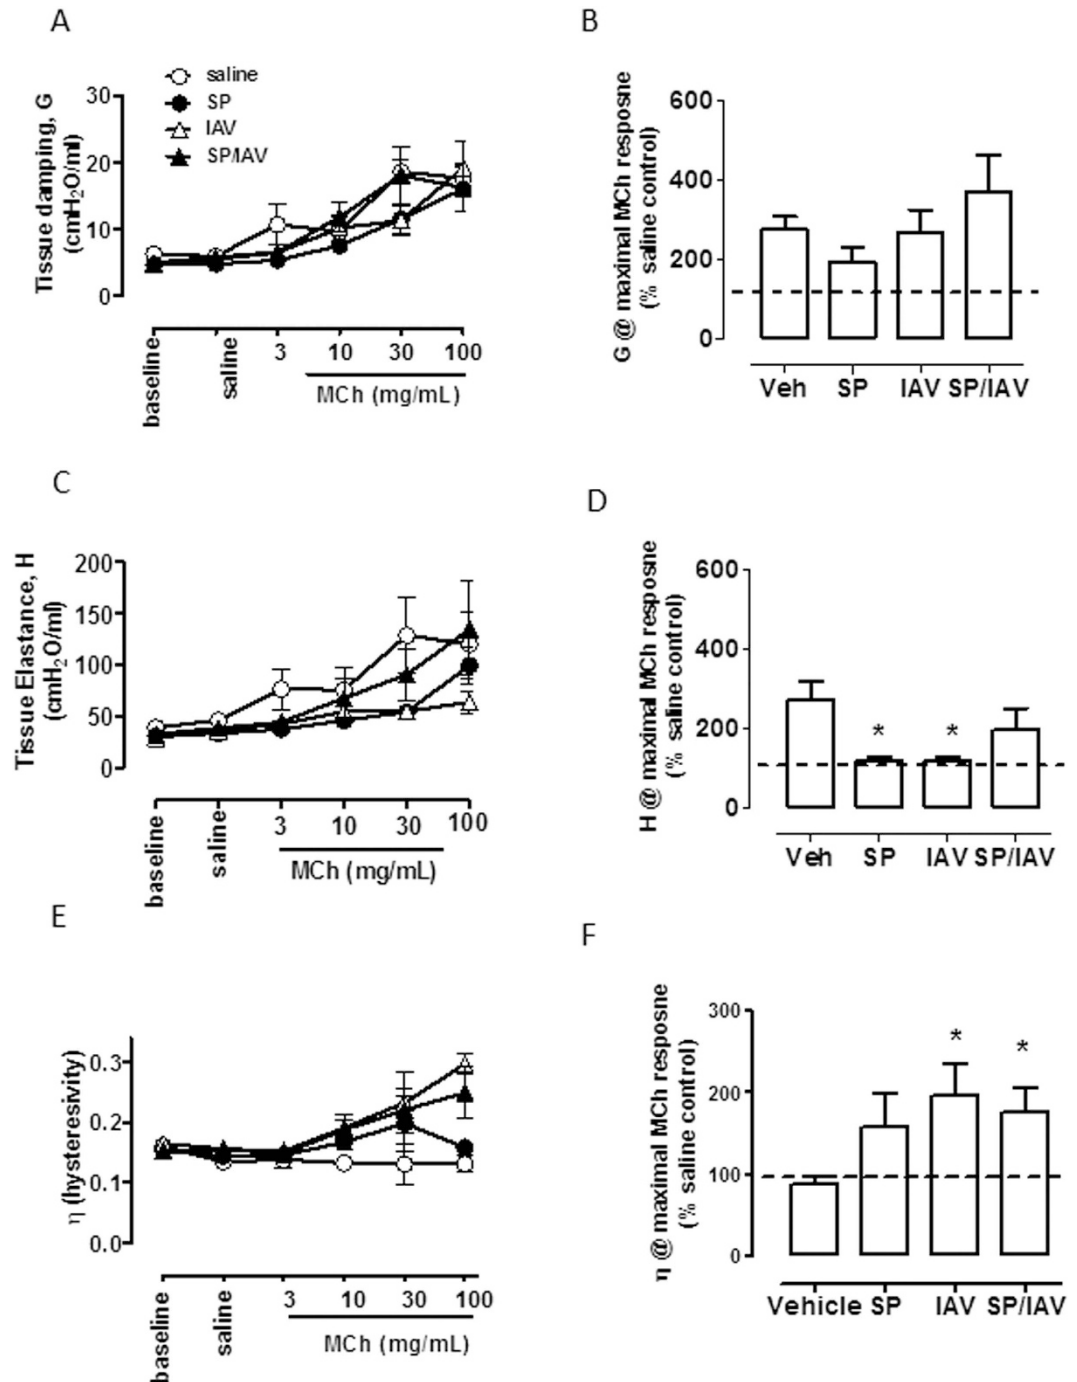 A
saline
SP
IAV
SP/IAV
Tissue damping, G
(cmH2O/ml)
30
20
10
0
baseline
saline
3
10
30
100
MCh (mg/mL)
B
G @ maximal MCh resposne
(% saline control)
600
400
200
0
Veh
SP
IAV
SP/IAV
C
Tissue Elastance, H
(cmH2O/ml)
200
150
100
50
0
baseline
saline
3
10
30
100
MCh (mg/mL)
D
H @ maximal MCh resposne
(% saline control)
600
400
200
0
*
*
Veh
SP
IAV
SP/IAV
E
η (hysteresivity)
0.3
0.2
0.1
0.0
baseline
saline
3
10
30
100
MCh (mg/mL)
F
η @ maximal MCh resposne
(% saline control)
300
200
100
0
*
*
Vehicle
SP
IAV
SP/IAV